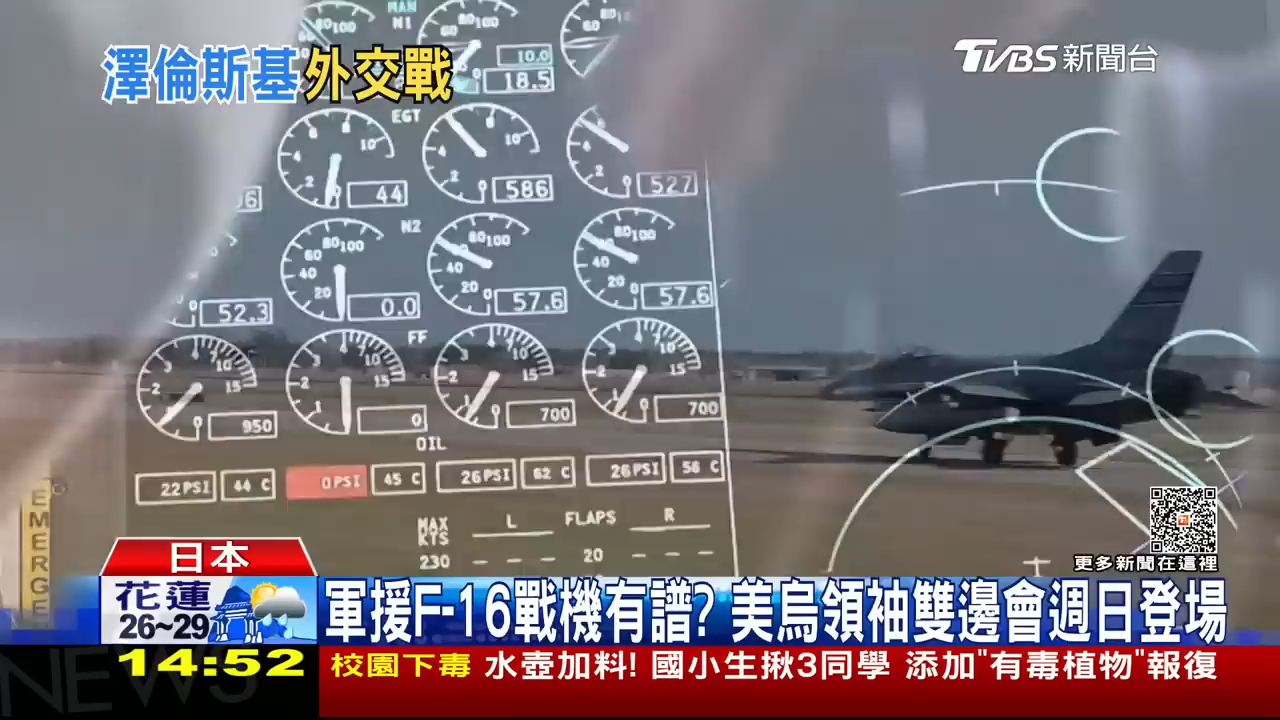 澤倫斯基外交戰
TVBS新聞台
MAN
N1
10.0
18.5
EGT
44
586
527
N2
52.3
0.0
57.6
57.6
FF
950
0
700
700
OIL
22PSI 44 C 0PSI 45 C 26PSI 62 C 26PSI 56 C
MAX
KTS
L FLAPS R
230 - - - 20 - - -
EMERGE
更多新聞在這裡
日本
花蓮
26~29
軍援F-16戰機有譜? 美烏領袖雙邊會週日登場
14:52
校園下毒 水壺加料! 國小生揪3同學 添加"有毒植物"報復
NEWS